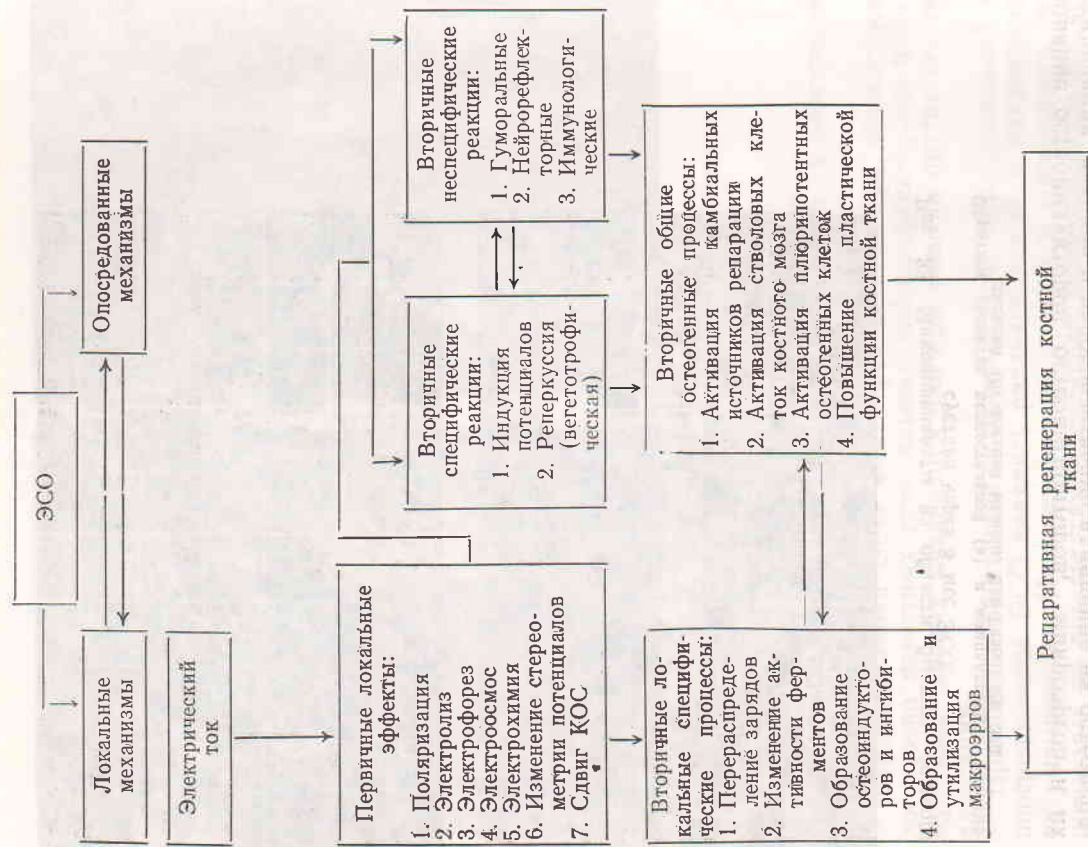 ЭСО
Локальные
механизмы
Опосредованные
механизмы
Электрический
ток
Первичные локальные
эффекты:
1. Поляризация
2. Электролиз
3. Электрофорез
4. Электроосмос
5. Электрохимия
6. Изменение стерео-
метрии потенциалов
7. Сдвиг КОС
Вторичные
специфические
реакции:
1. Индукция
потенциалов
2. Реперкуссия
(вегетотрофи-
ческая)
Вторичные
неспецифические
реакции:
1. Гуморальные
2. Нейрорефлек-
торные
3. Иммунологи-
ческие
Вторичные ло-
кальные специфи-
чески процессы:
1. Перераспреде-
ление зарядов
2. Изменение ак-
тивности фер-
ментов
3. Образование
остеоиндукто-
ров и ингиби-
торов
4. Образование и
утилизация
макроэргов
Вторичные общие
остеогенные процессы:
1. Активация камбиальных
источников репарации
2. Активация стволовых кле-
ток костного мозга
3. Активация плюрипотентных
остеогенных клеток
4. Повышение пластической
функции костной ткани
Репаративная регенерация костной
ткани